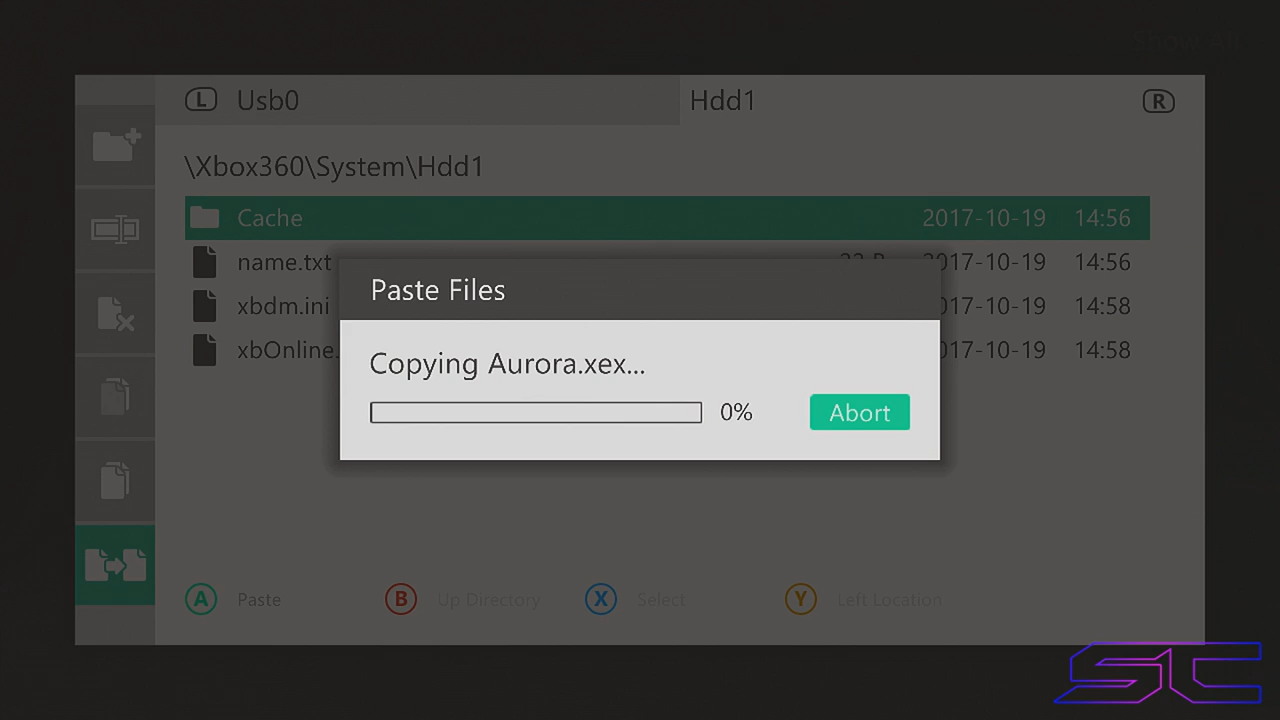 L Usb0 Hdd1 R
\Xbox360\System\Hdd1
Cache 2017-10-19 14:56
name.txt 2017-10-19 14:56
xbdm.ini 017-10-19 14:58
xbOnline. 017-10-19 14:58
Paste Files
Copying Aurora.xex...
0% Abort
A Paste B Up Directory X Select Y Left Location
SC